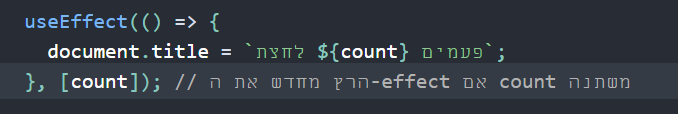 useEffect(() => {
document.title = `לחצת ${count} פעמים`;
}, [count]); // הרץ מחדש את ה-effect אם count משתנה